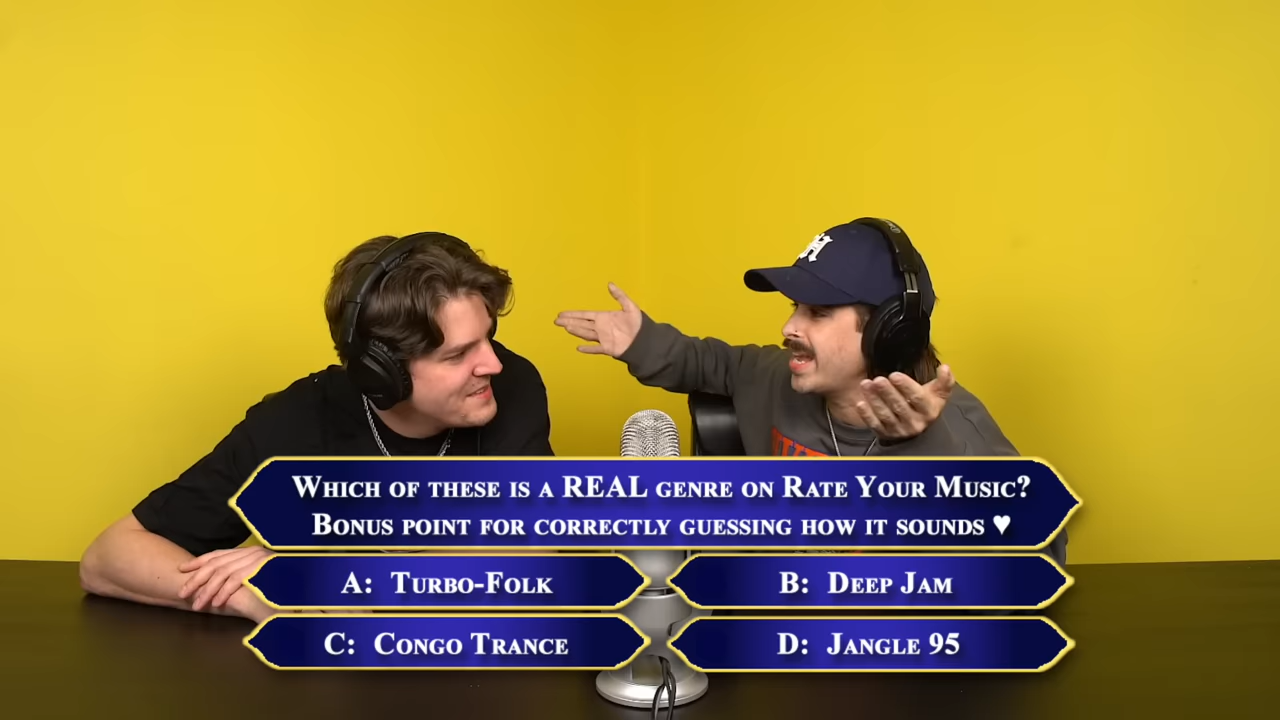 Which of these is a REAL genre on Rate Your Music?
Bonus point for correctly guessing how it sounds ♥
A: Turbo-Folk
B: Deep Jam
C: Congo Trance
D: Jangle 95